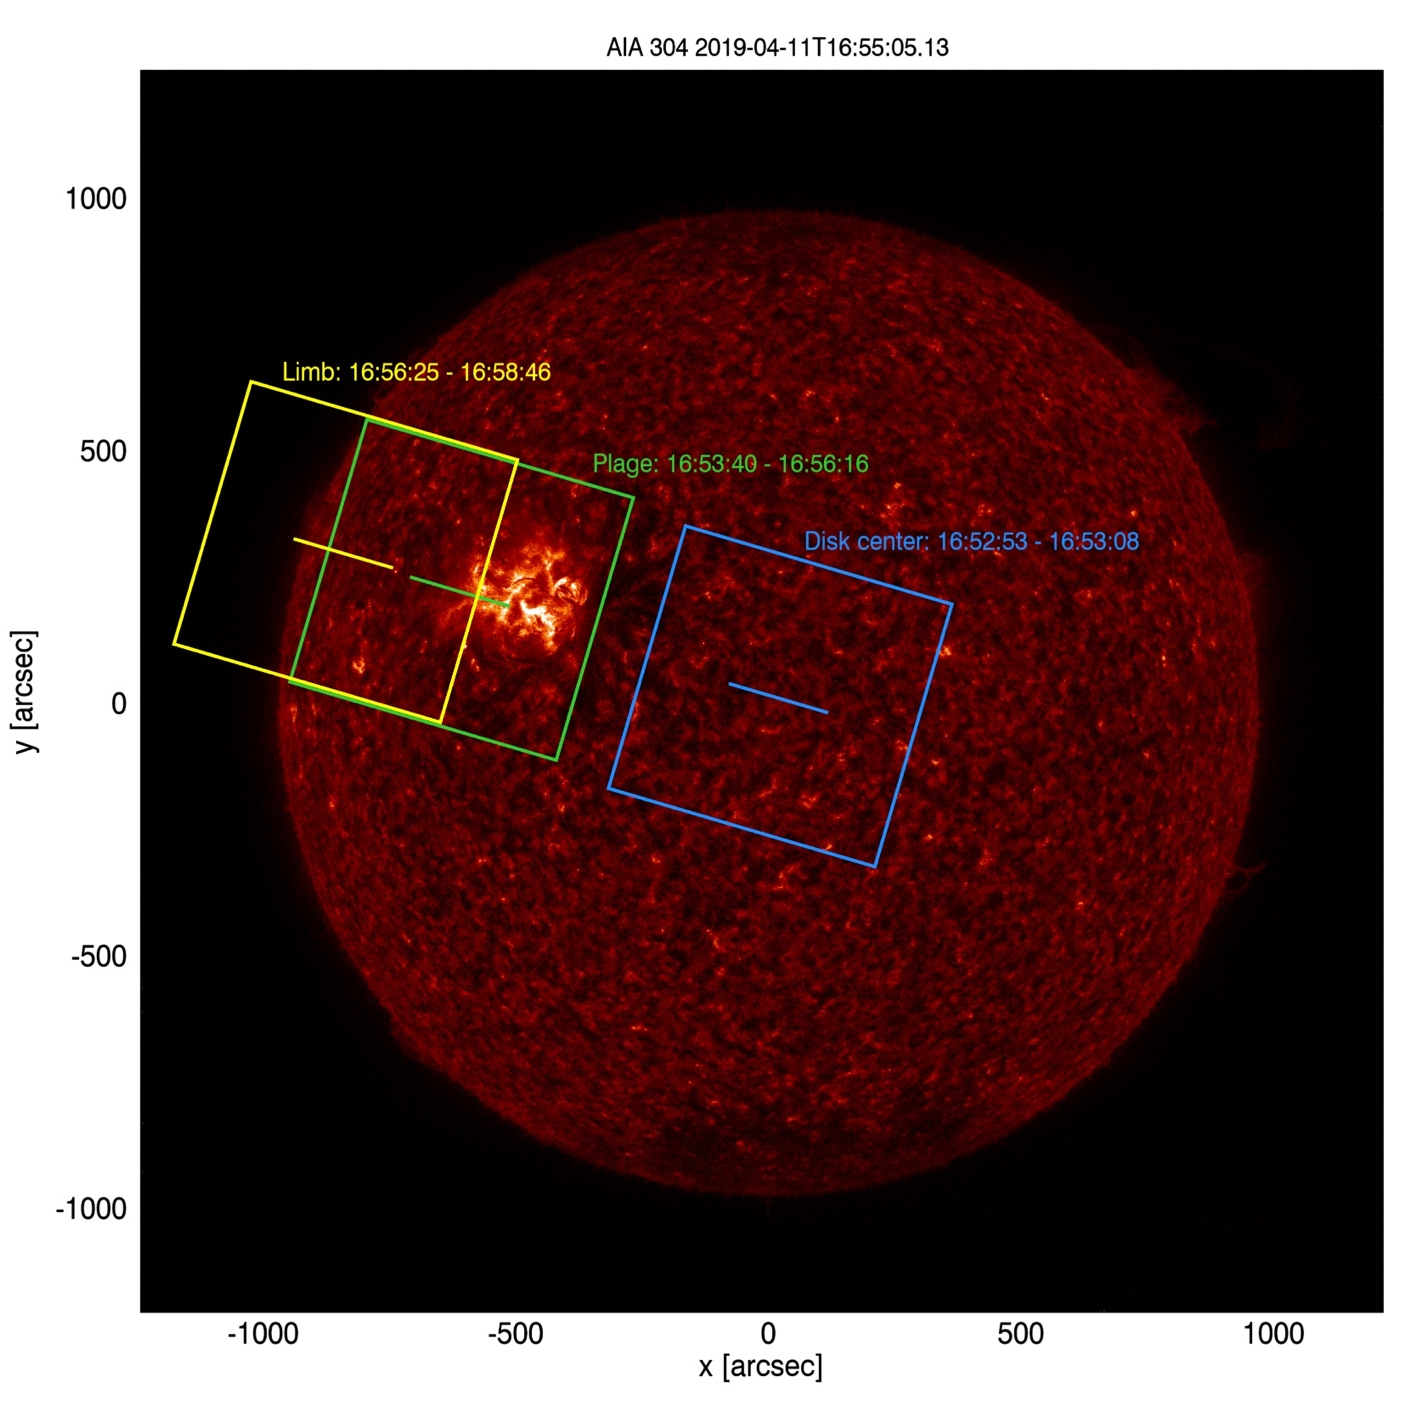 AIA 304 2019-04-11T16:55:05.13
1000
Limb: 16:56:25 - 16:58:46
500
Plage: 16:53:40 - 16:56:16
Disk center: 16:52:53 - 16:53:08
y [arcsec]
0
-500
-1000
-1000 -500 0 500 1000
x [arcsec]